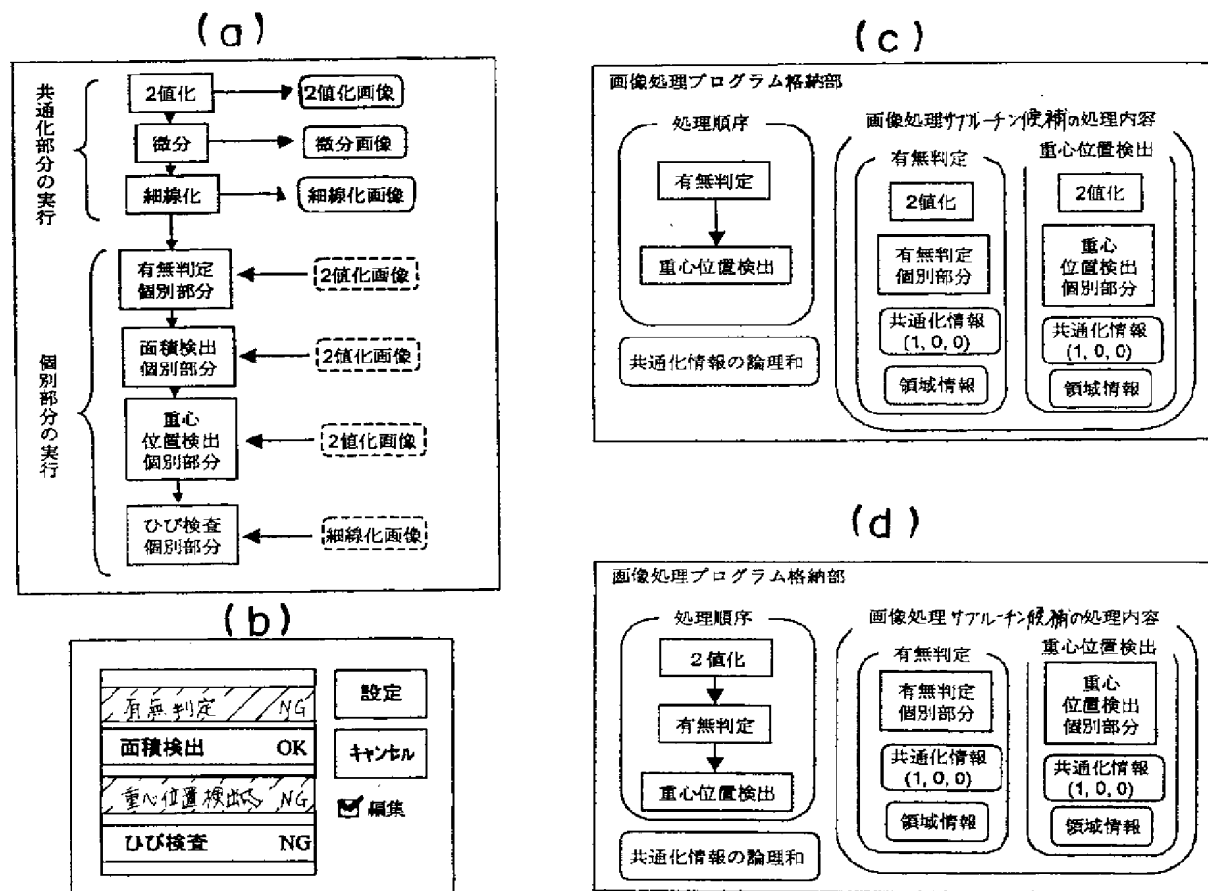 (a)
共通化部分の実行
2値化
2値化画像
微分
微分画像
細線化
細線化画像
個別部分の実行
有無判定
個別部分
2値化画像
面積検出
個別部分
2値化画像
重心
位置検出
個別部分
2値化画像
ひび検査
個別部分
細線化画像
(b)
有無判定 NG
面積検出 OK
重心位置検出 NG
ひび検査 NG
設定
キャンセル
編集
(c)
画像処理プログラム格納部
処理順序
有無判定
重心位置検出
共通化情報の論理和
画像処理サブルーチン候補の処理内容
有無判定
2値化
有無判定
個別部分
共通化情報
(1, 0, 0)
領域情報
重心位置検出
2値化
重心
位置検出
個別部分
共通化情報
(1, 0, 0)
領域情報
(d)
画像処理プログラム格納部
処理順序
2値化
有無判定
重心位置検出
共通化情報の論理和
画像処理サブルーチン候補の処理内容
有無判定
有無判定
個別部分
共通化情報
(1, 0, 0)
領域情報
重心位置検出
重心
位置検出
個別部分
共通化情報
(1, 0, 0)
領域情報